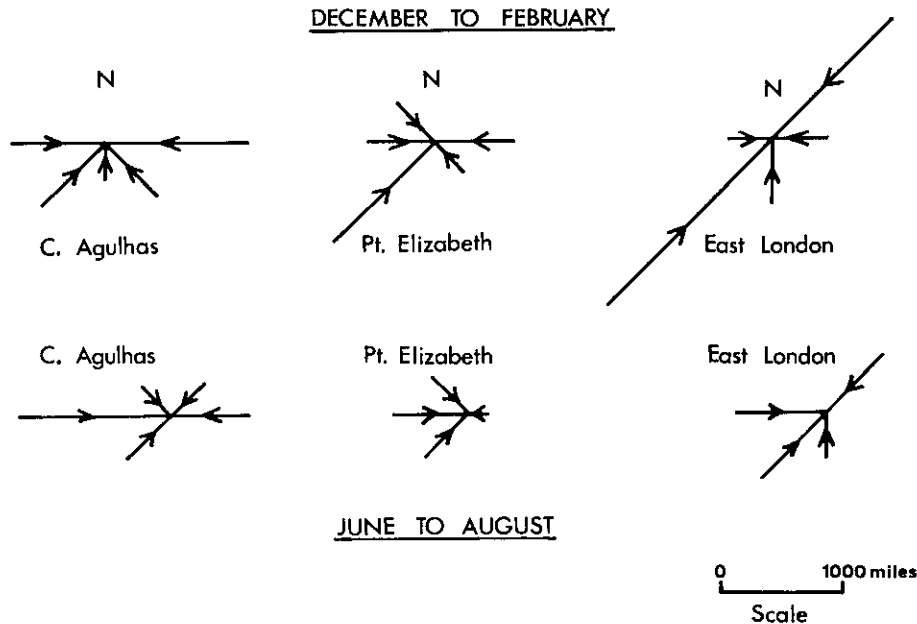 DECEMBER TO FEBRUARY
N N N
C. Agulhas Pt. Elizabeth East London
C. Agulhas Pt. Elizabeth East London
JUNE TO AUGUST
0 1000 miles
Scale